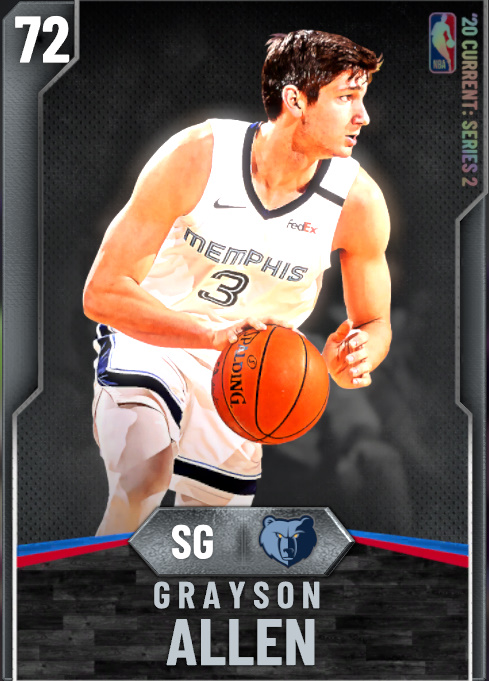 72
NBA
'20 CURRENT: SERIES 2
FedEx
MEMPHIS
3
SPALDING
SG
GRAYSON
ALLEN